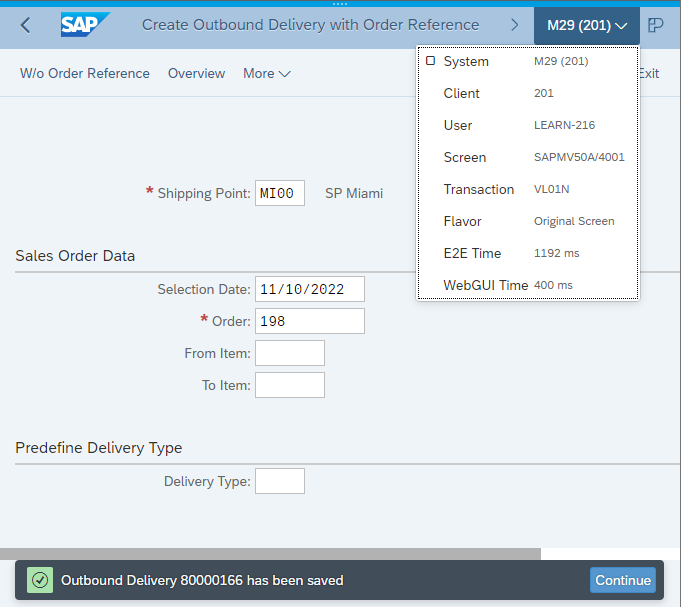 SAP Create Outbound Delivery with Order Reference M29 (201)
W/o Order Reference Overview More Exit
System M29 (201)
Client 201
User LEARN-216
Screen SAPMV50A/4001
Transaction VL01N
Flavor Original Screen
E2E Time 1192 ms
WebGUI Time 400 ms
* Shipping Point: MI00 SP Miami
Sales Order Data
Selection Date: 11/10/2022
* Order: 198
From Item:
To Item:
Predefine Delivery Type
Delivery Type:
Outbound Delivery 80000166 has been saved Continue